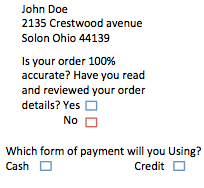 John Doe
2135 Crestwood avenue
Solon Ohio 44139
Is your order 100%
accurate? Have you read
and reviewed your order
details? Yes
No
Which form of payment will you Using?
Cash Credit